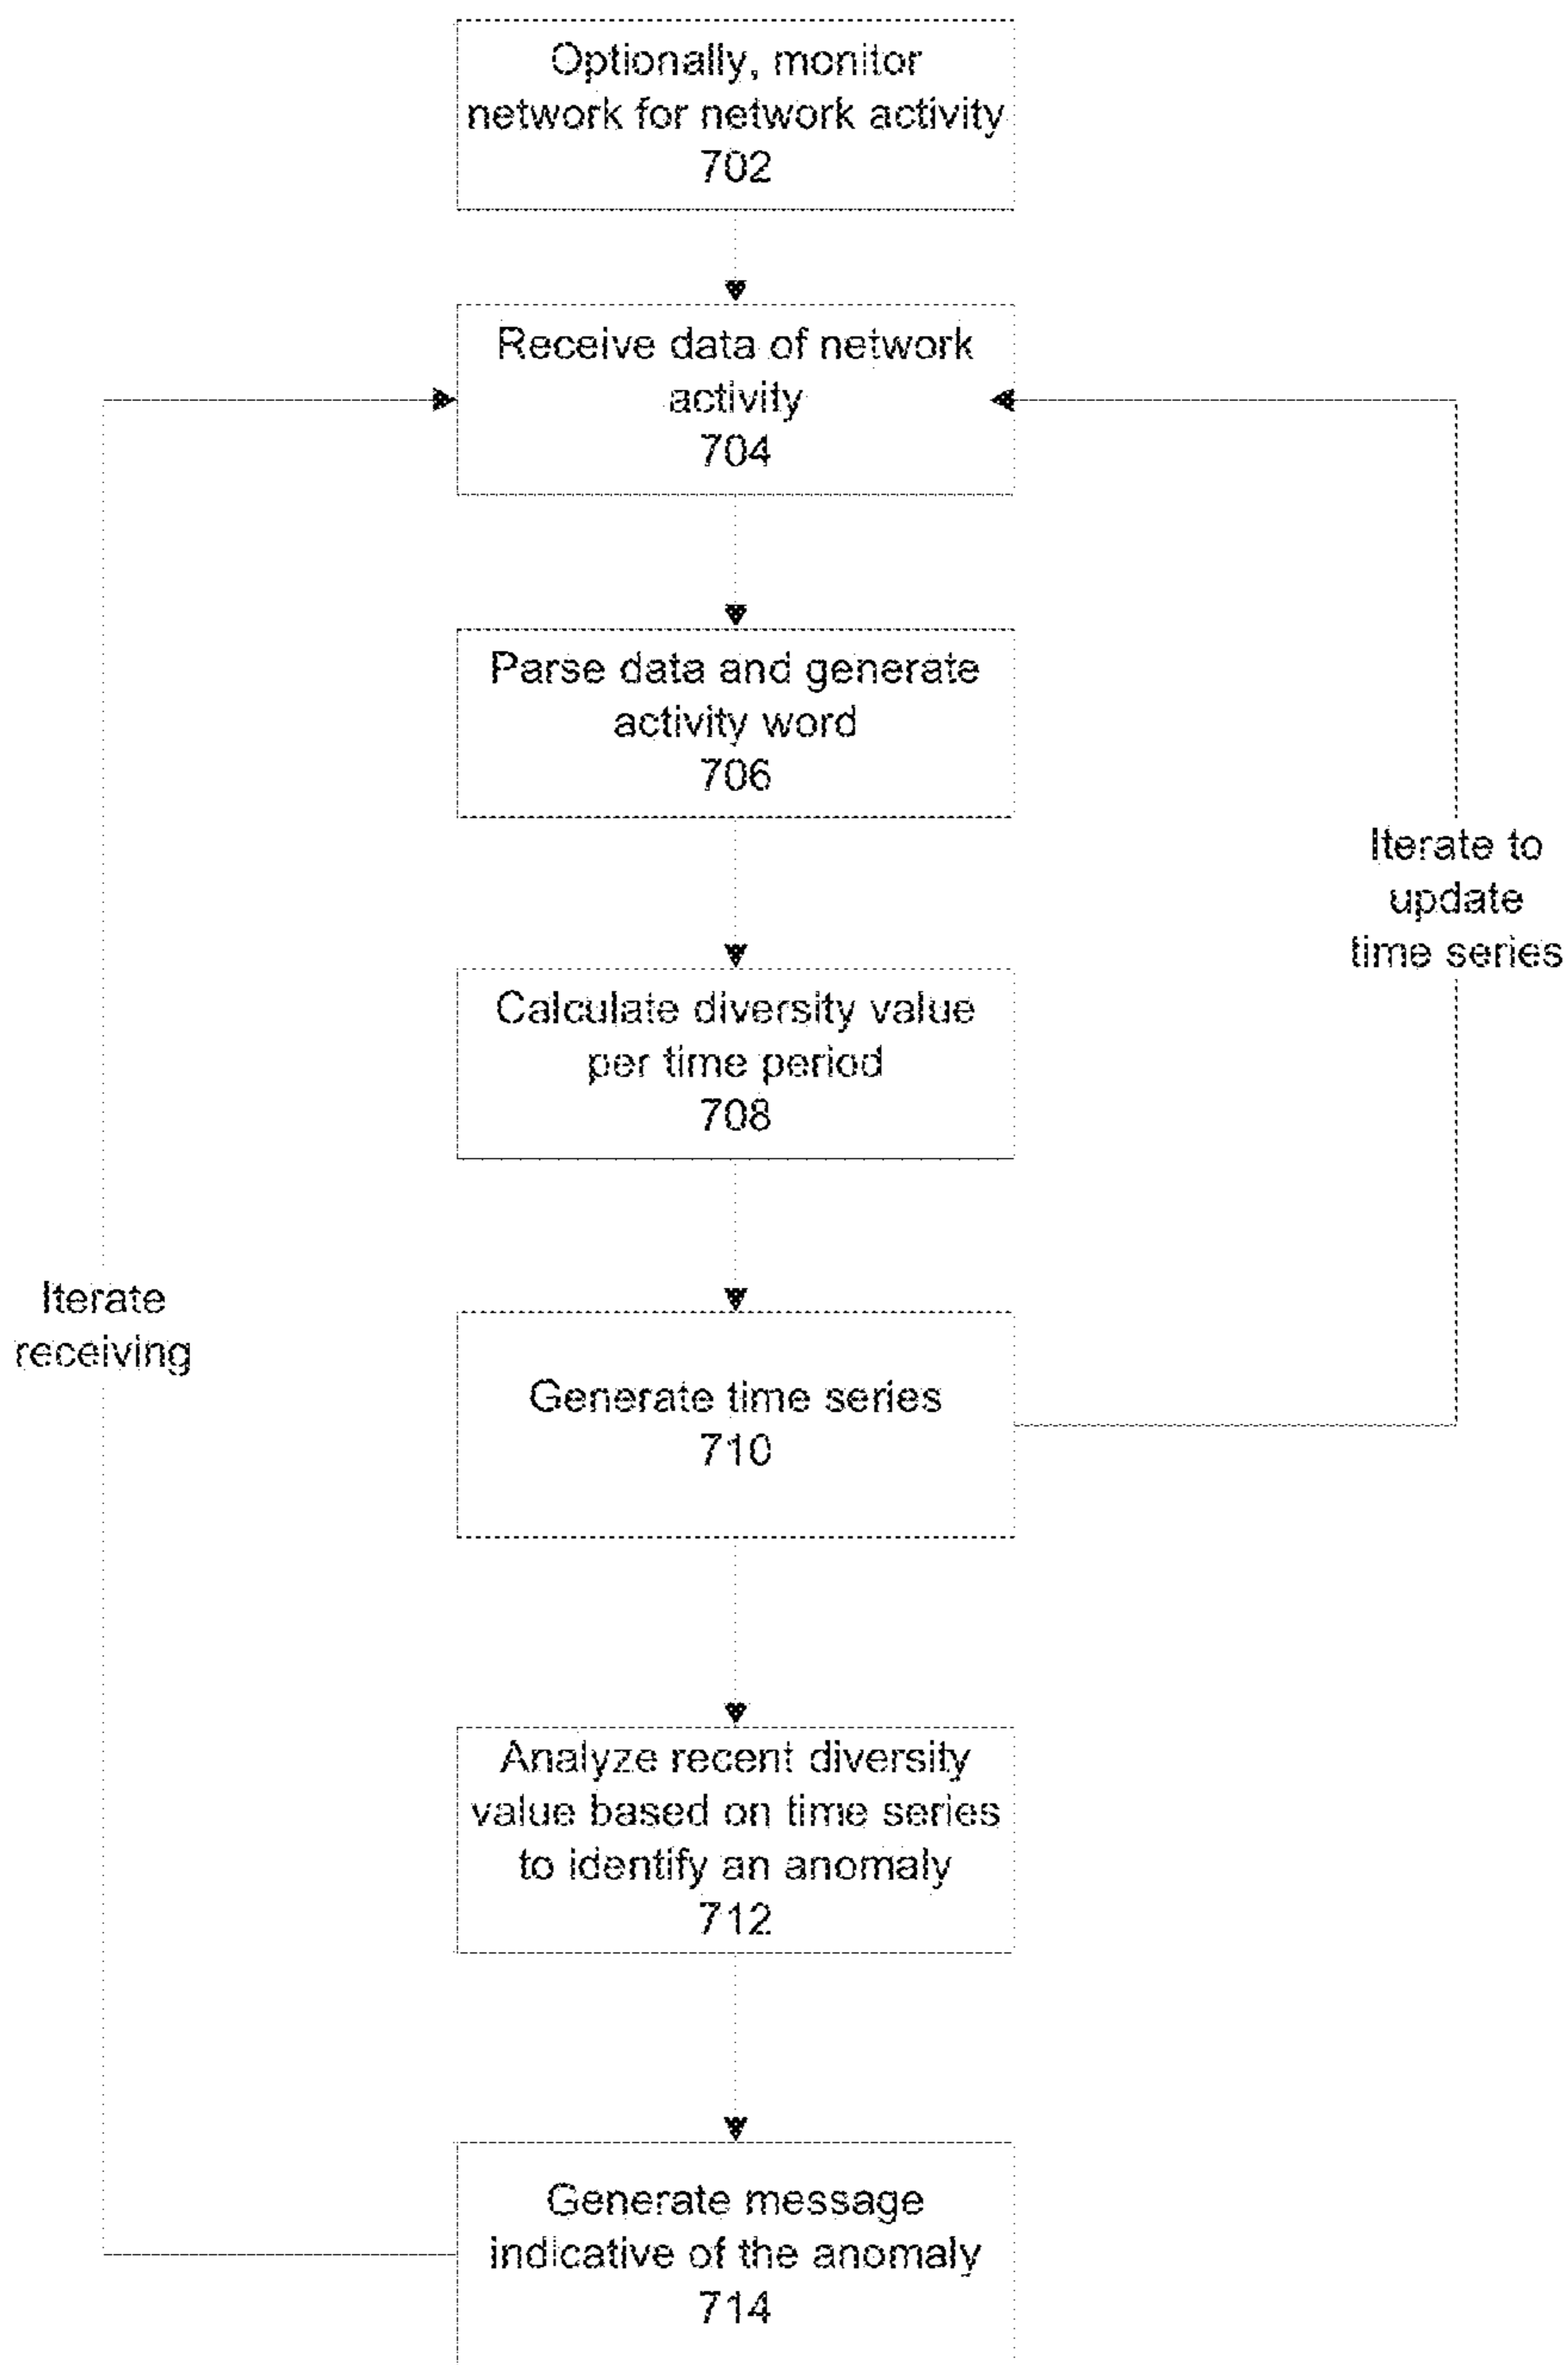 Optionally, monitor
network for network activity
702
Receive data of network
activity
704
Parse data and generate
activity word
706
Iterate to
update
time series
Calculate diversity value
per time period
708
Iterate
receiving
Generate time series
710
Analyze recent diversity
value based on time series
to identify an anomaly
712
Generate message
indicative of the anomaly
714